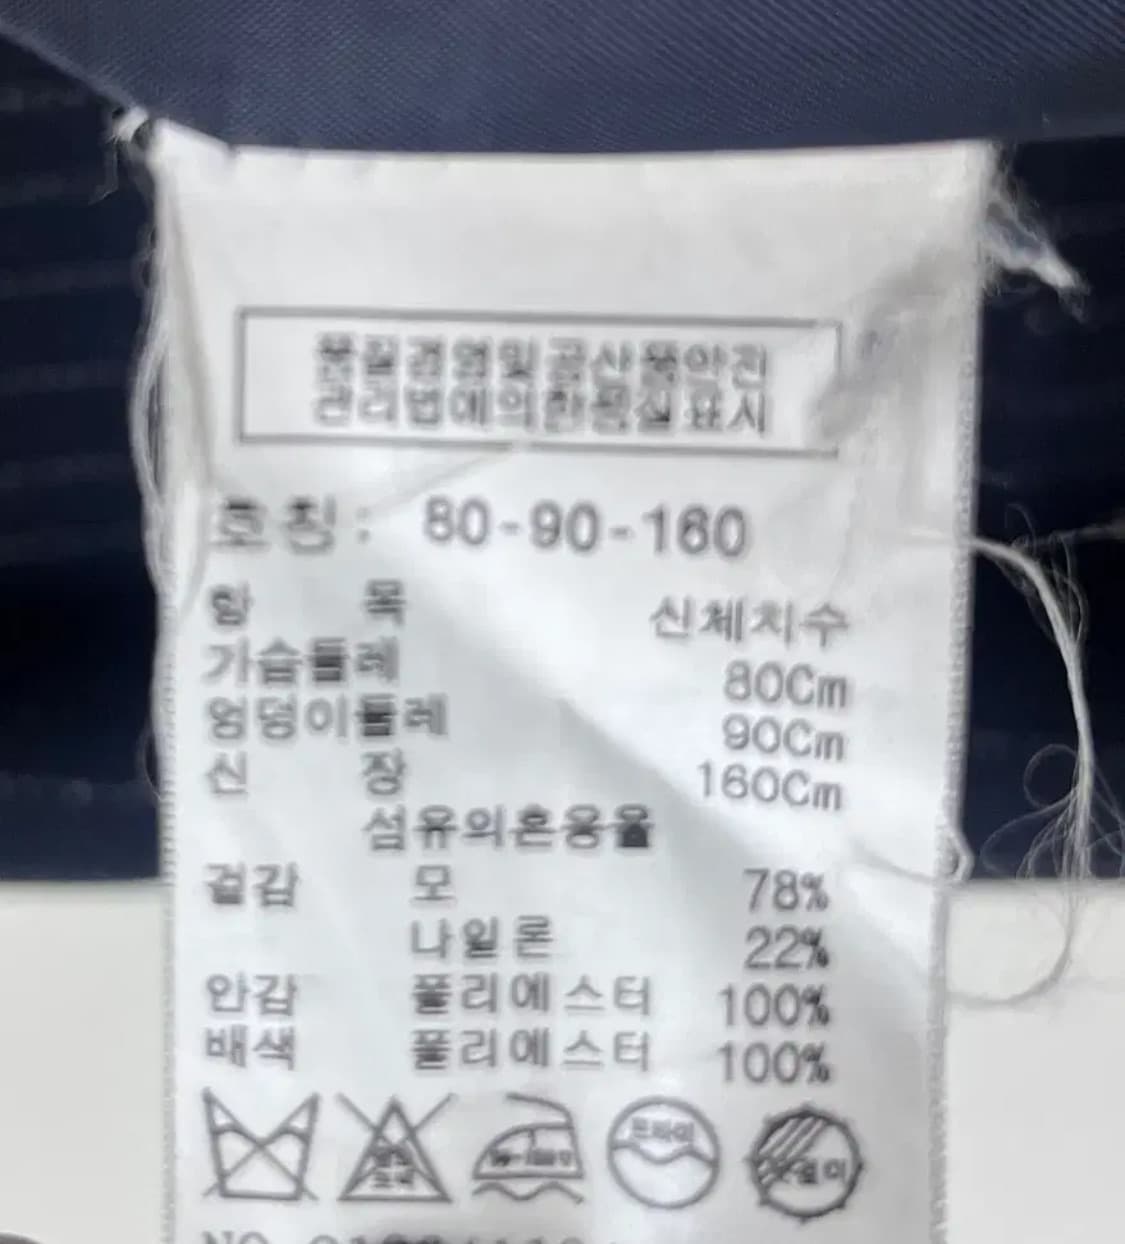 품질경영및공산품안전
관리법에의한품질표시
호칭: 80-90-160
항 목 신체치수
가슴둘레 80Cm
엉덩이둘레 90Cm
신 장 160Cm
섬유의혼용율
겉감 모 78%
나일론 22%
안감 폴리에스터 100%
배색 폴리에스터 100%
드라이